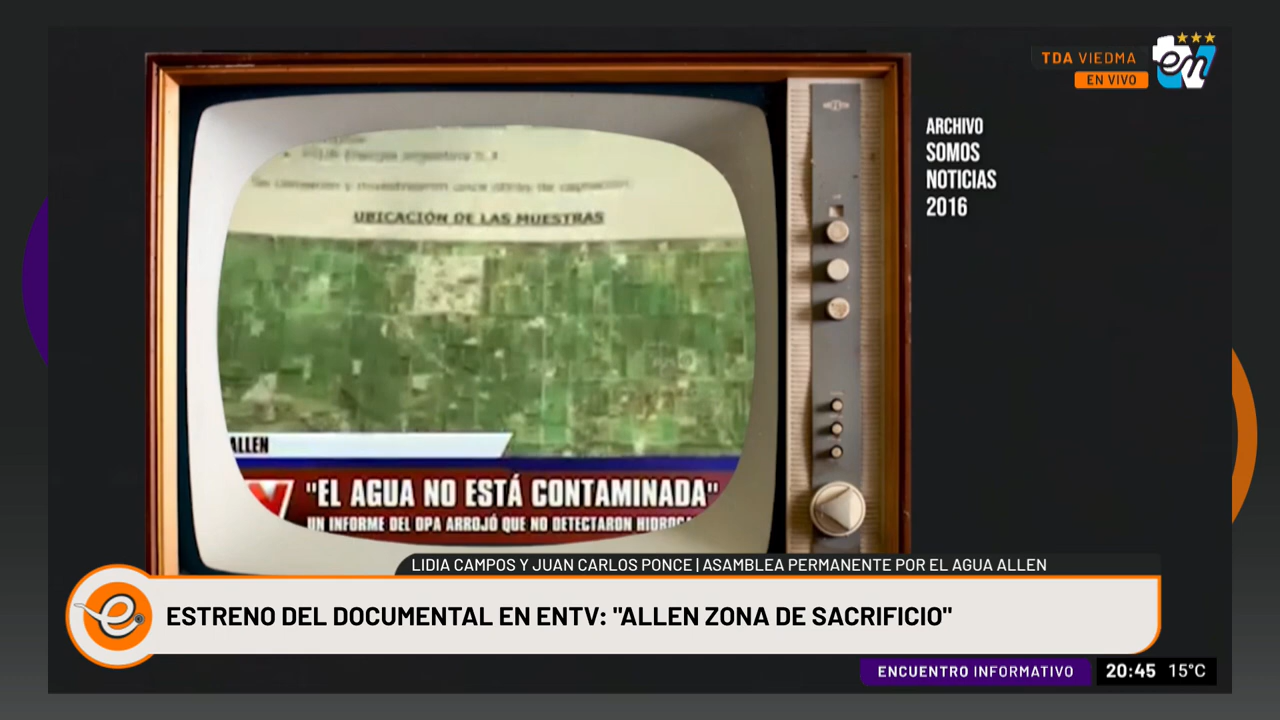 TDA VIEDMA
EN VIVO
en
ARCHIVO
SOMOS
NOTICIAS
2016
UBICACIÓN DE LAS MUESTRAS
ALLEN
"EL AGUA NO ESTÁ CONTAMINADA"
UN INFORME DEL DPA ARROJÓ QUE NO DETECTARON
LIDIA CAMPOS Y JUAN CARLOS PONCE | ASAMBLEA PERMANENTE POR EL AGUA ALLEN
e
ESTRENO DEL DOCUMENTAL EN ENTV: "ALLEN ZONA DE SACRIFICIO"
ENCUENTRO INFORMATIVO
20:45 15°C